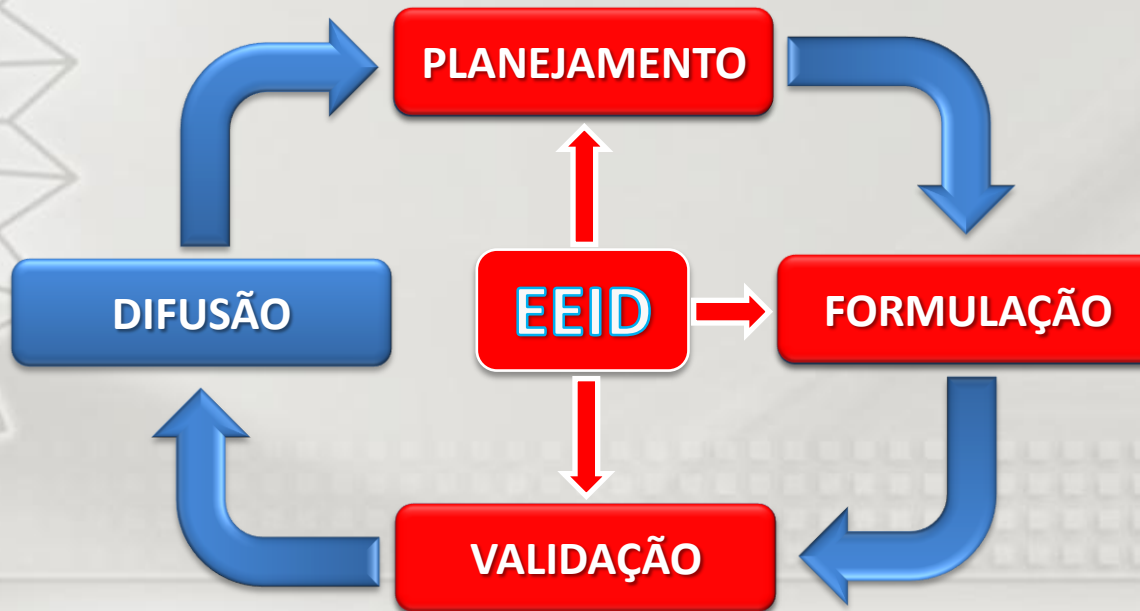 PLANEJAMENTO
DIFUSÃO
EEID
FORMULAÇÃO
VALIDAÇÃO